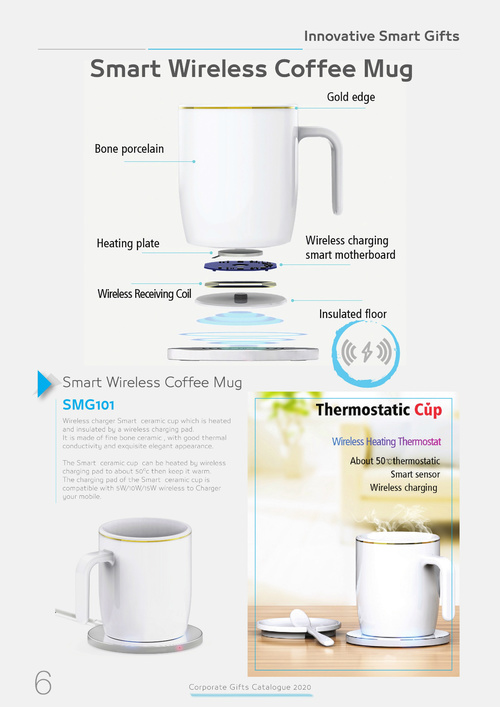 Innovative Smart Gifts
Smart Wireless Coffee Mug
Gold edge
Bone porcelain
Heating plate
Wireless charging
smart motherboard
Wireless Receiving Coil
Insulated floor
Smart Wireless Coffee Mug
SMG101
Wireless charger Smart ceramic cup which is heated
and insulated by a wireless charging pad.
It is made of fine bone ceramic., with good thermal
conductivity and exquisite elegant appearance.
The Smart ceramic cup can be heated by wireless
charging pad to about 50°c then keep it warm.
The charging pad of the Smart ceramic cup is
compatible with 5W/10W/15W wireless to Charger
your mobile.
Thermostatic Cup
Wireless Heating Thermostat
About 50℃thermostatic
Smart sensor
Wireless charging
6
Corporate Gifts Catalogue 2020